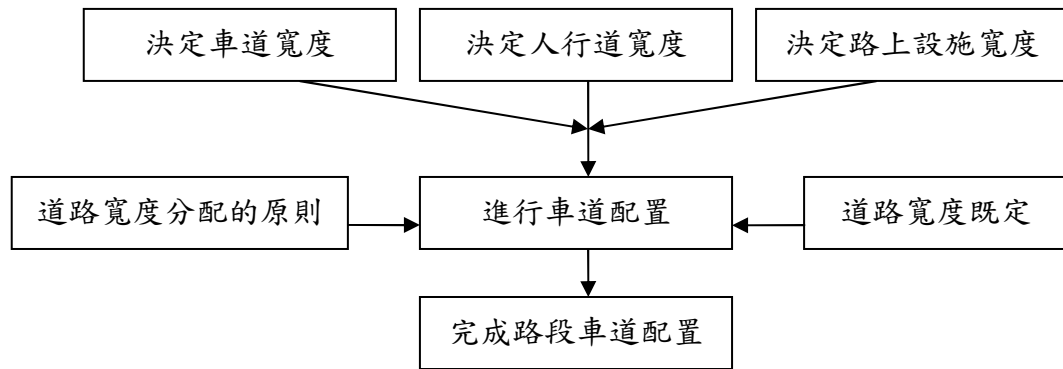 決定車道寬度
決定人行道寬度
決定路上設施寬度
道路寬度分配的原則
進行車道配置
道路寬度既定
完成路段車道配置